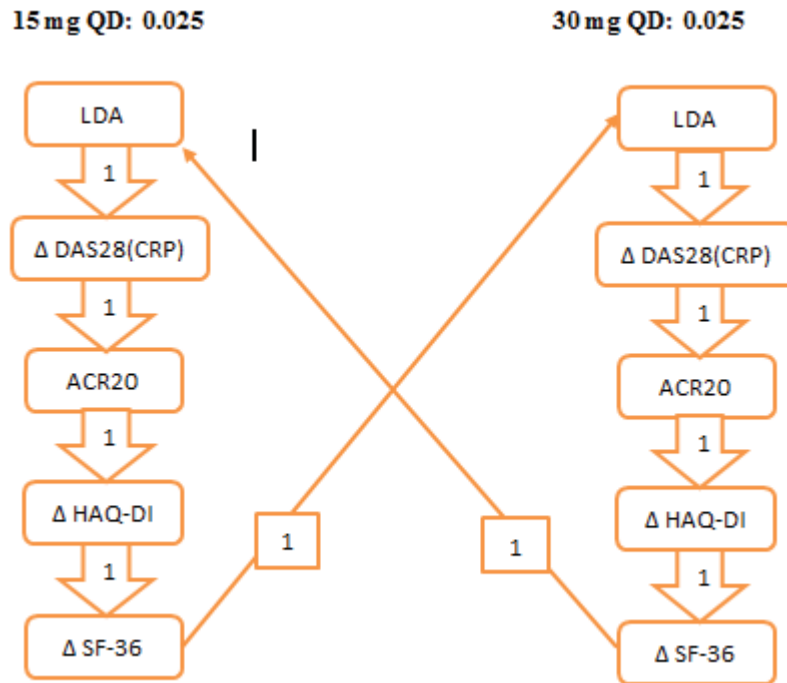 15 mg QD: 0.025
30 mg QD: 0.025
LDA
1
Δ DAS28(CRP)
1
ACR20
1
Δ HAQ-DI
1
Δ SF-36
1
1
LDA
1
Δ DAS28(CRP)
1
ACR20
1
Δ HAQ-DI
1
Δ SF-36